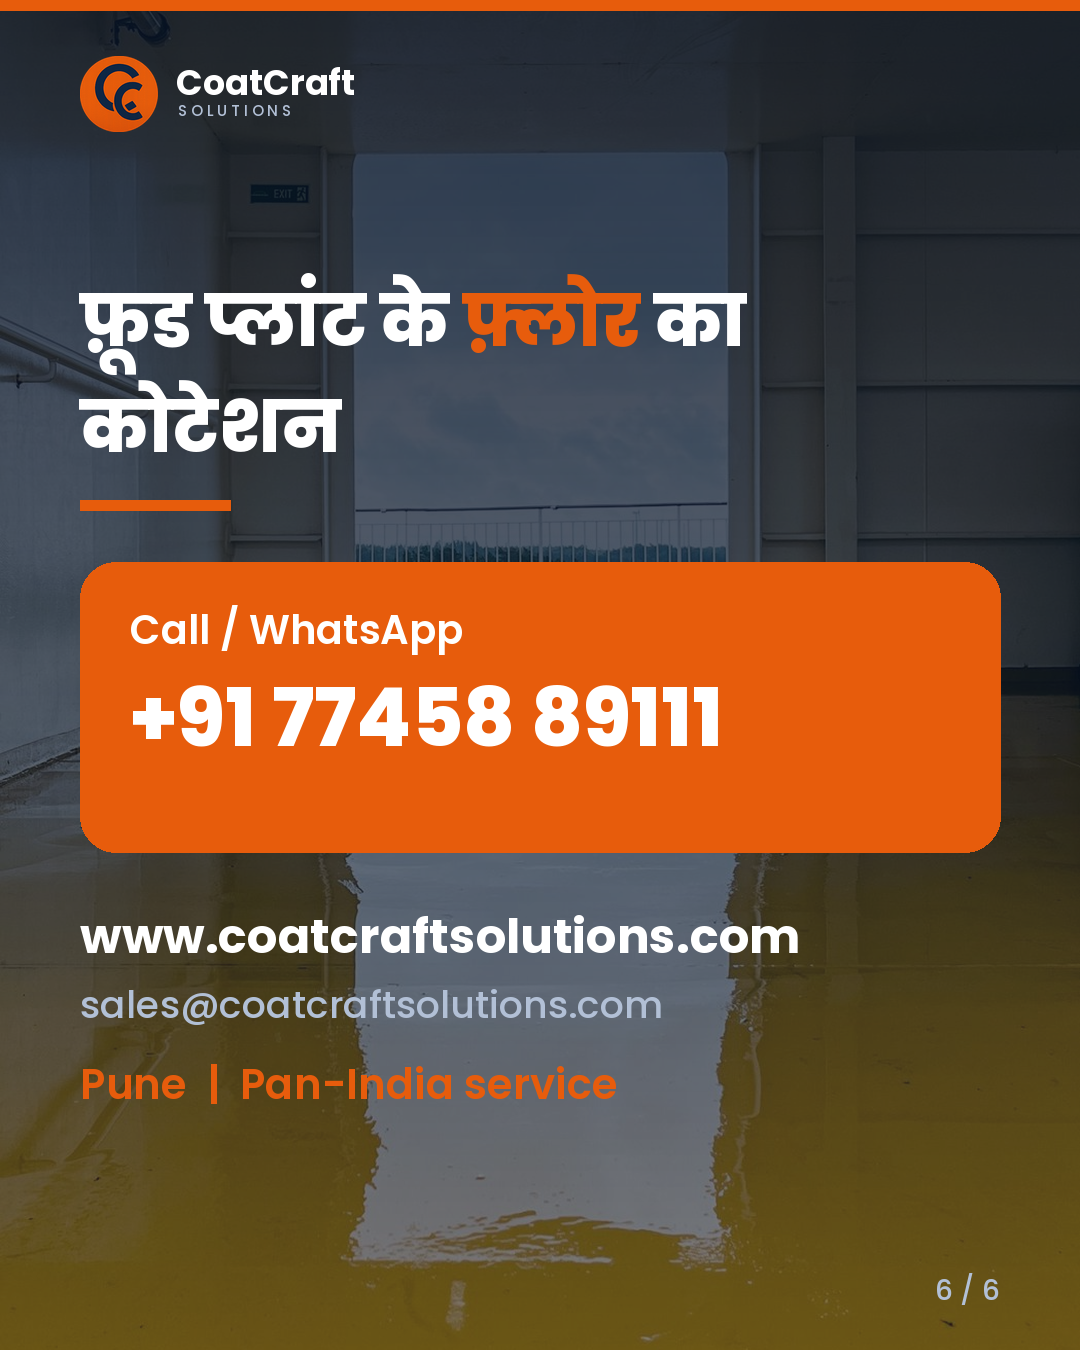 CoatCraft
SOLUTIONS
EXIT
फ़ूड प्लांट के फ़्लोर का
कोटेशन
Call / WhatsApp
+91 77458 89111
www.coatcraftsolutions.com
sales@coatcraftsolutions.com
Pune | Pan-India service
6 / 6